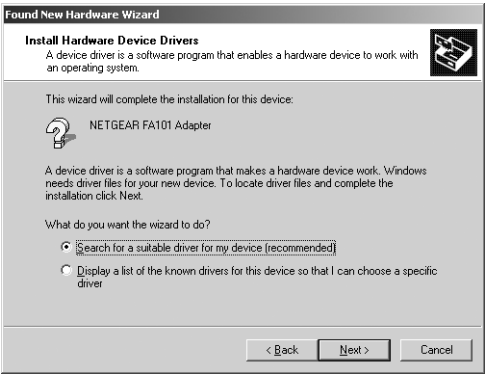 Found New Hardware Wizard
Install Hardware Device Drivers
A device driver is a software program that enables a hardware device to work with
an operating system.
This wizard will complete the installation for this device:
NETGEAR FA101 Adapter
A device driver is a software program that makes a hardware device work. Windows
needs driver files for your new device. To locate driver files and complete the
installation click Next.
What do you want the wizard to do?
Search for a suitable driver for my device (recommended)
Display a list of the known drivers for this device so that I can choose a specific
driver
< Back Next > Cancel